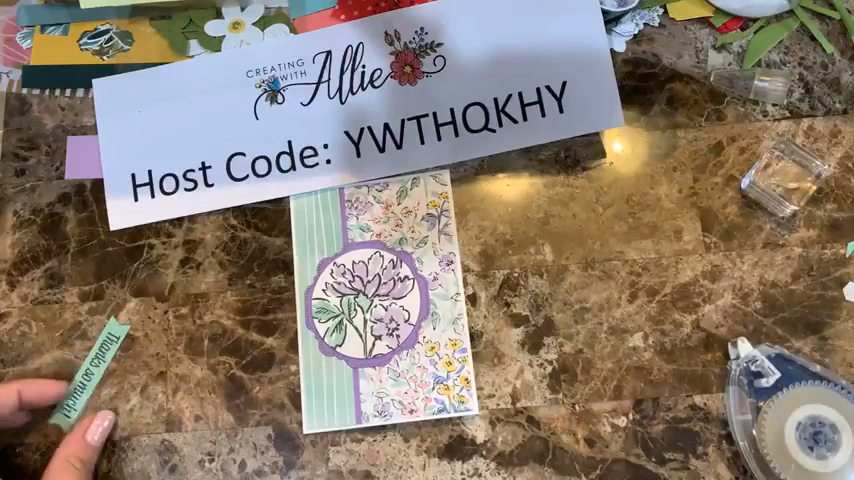 CREATING
WITH
Allie
Host Code: YWTHQKHY
Thanks so much!